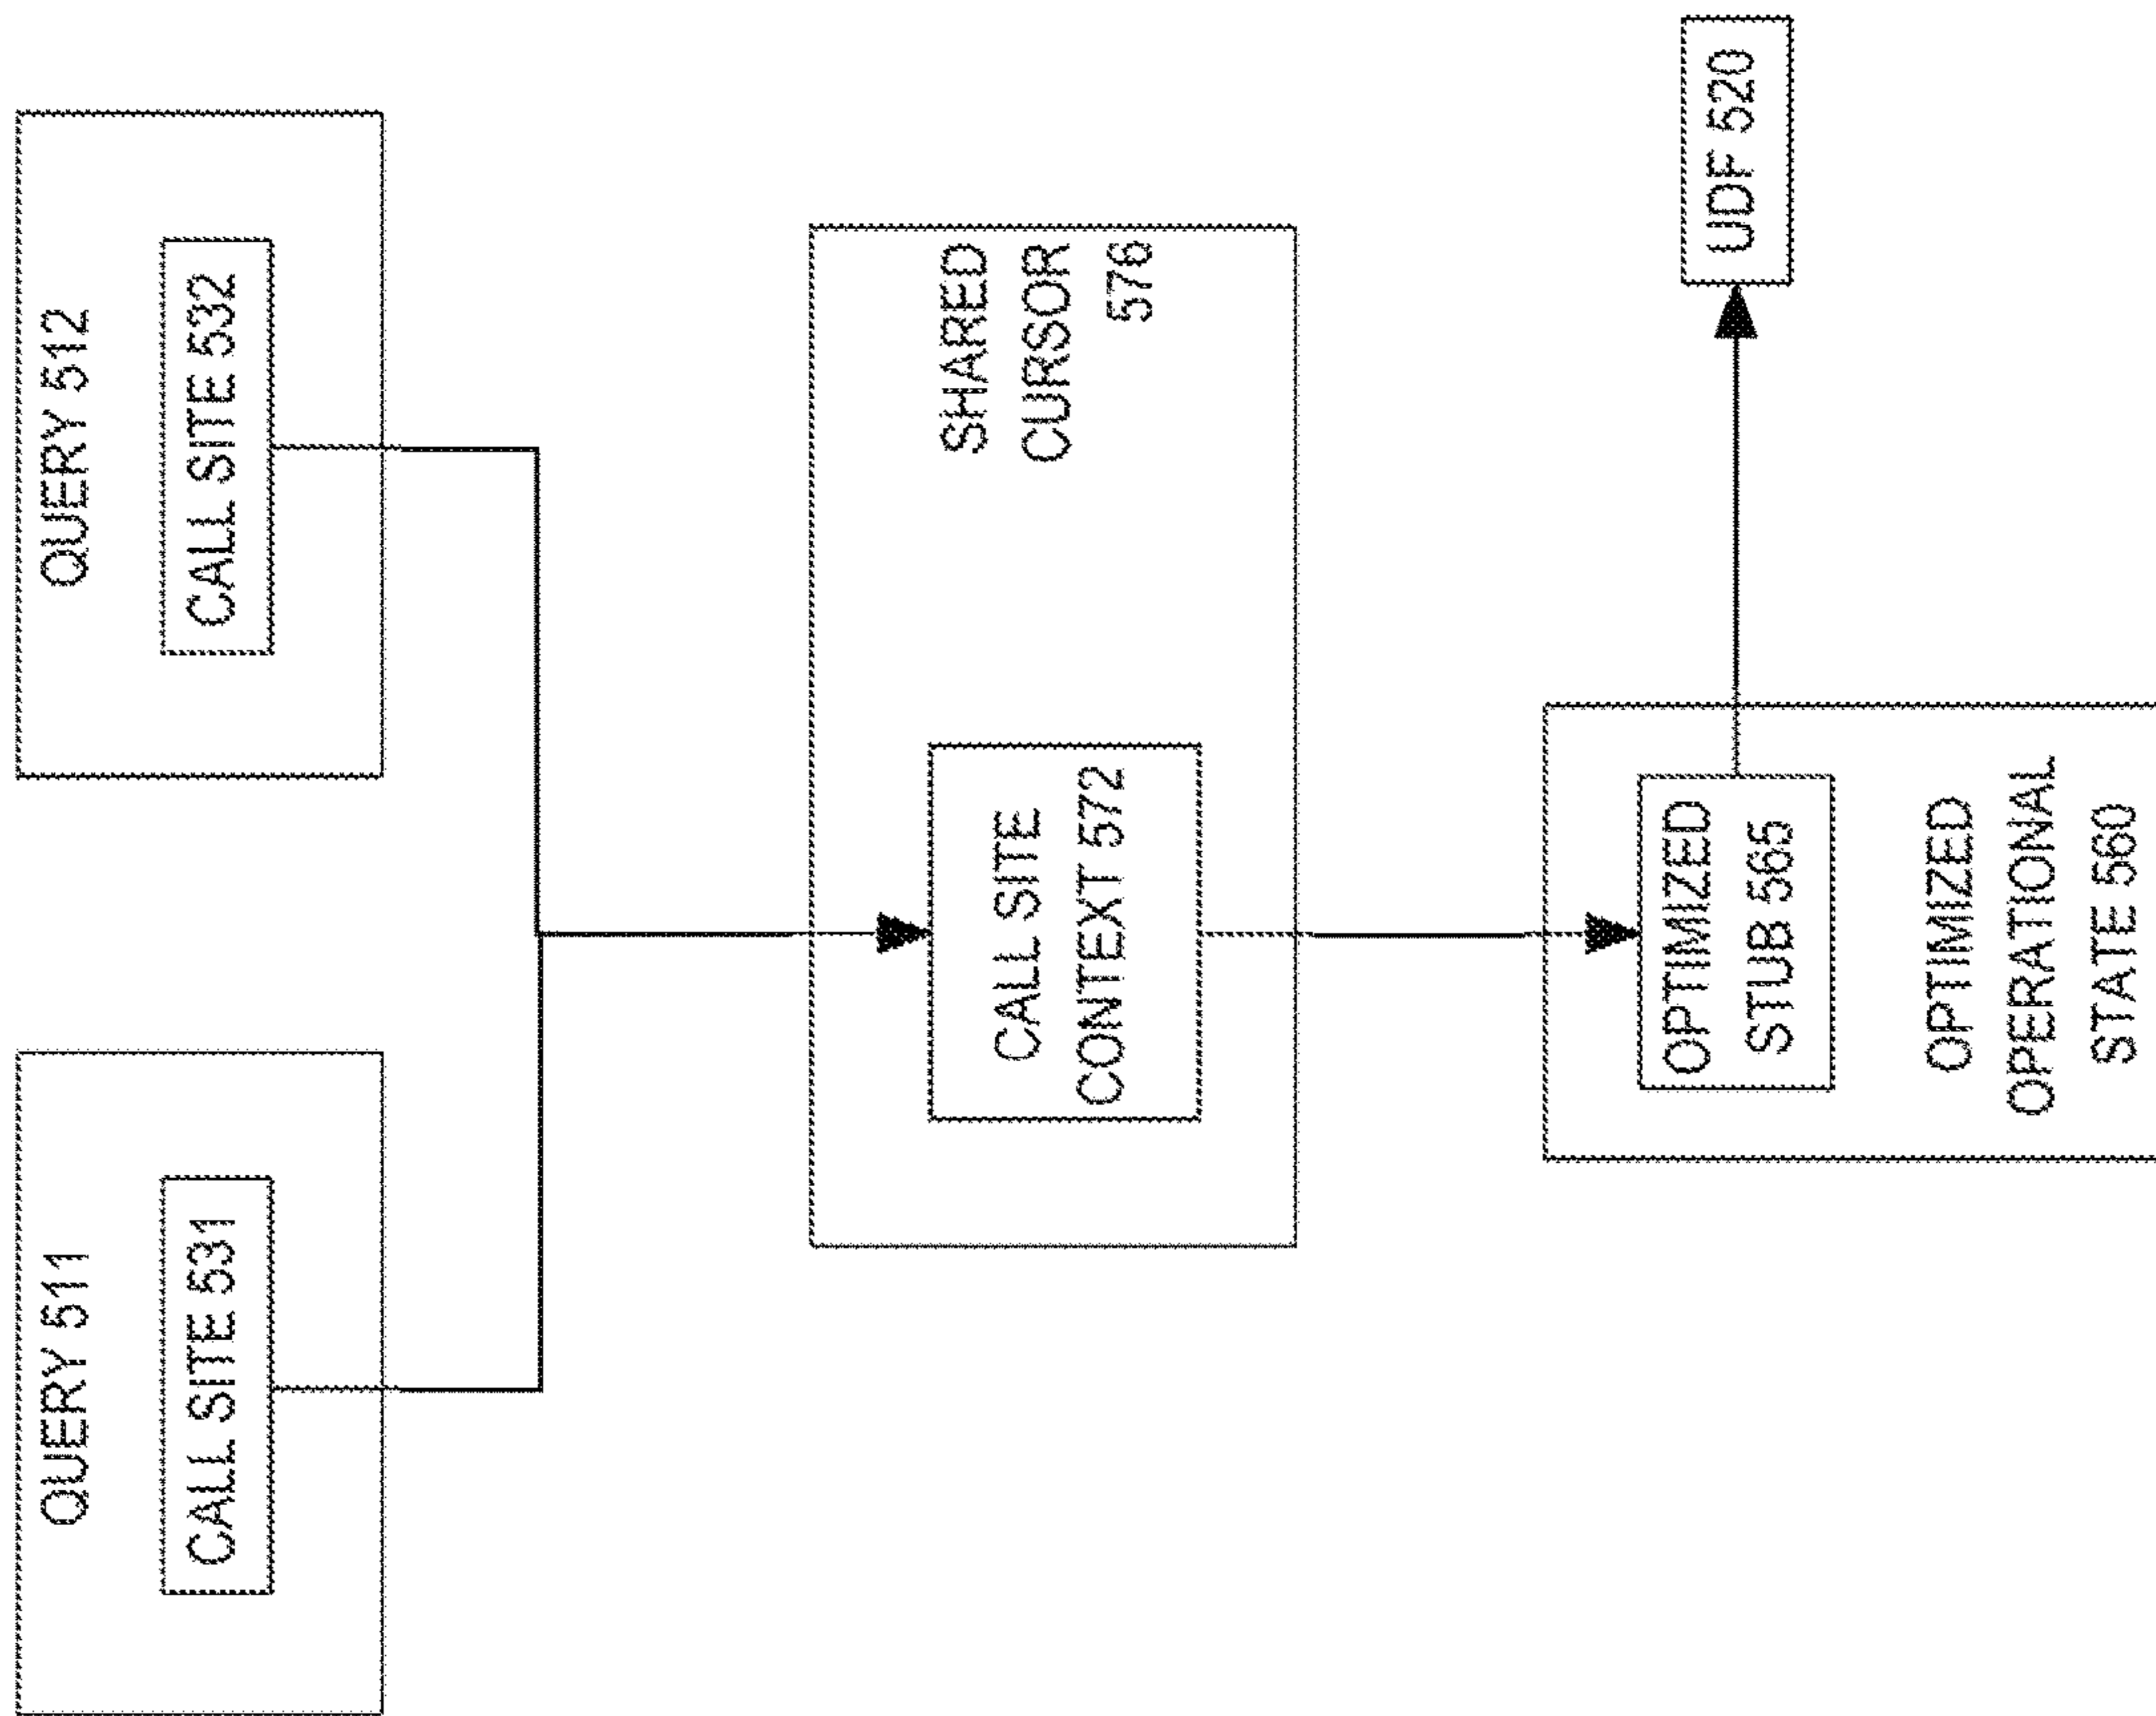 QUERY 511
CALL SITE 531
QUERY 512
CALL SITE 532
CALL SITE
CONTEXT 572
SHARED
CURSOR
576
OPTIMIZED
STUB 565
OPTIMIZED
OPERATIONAL
STATE 560
UDF 520